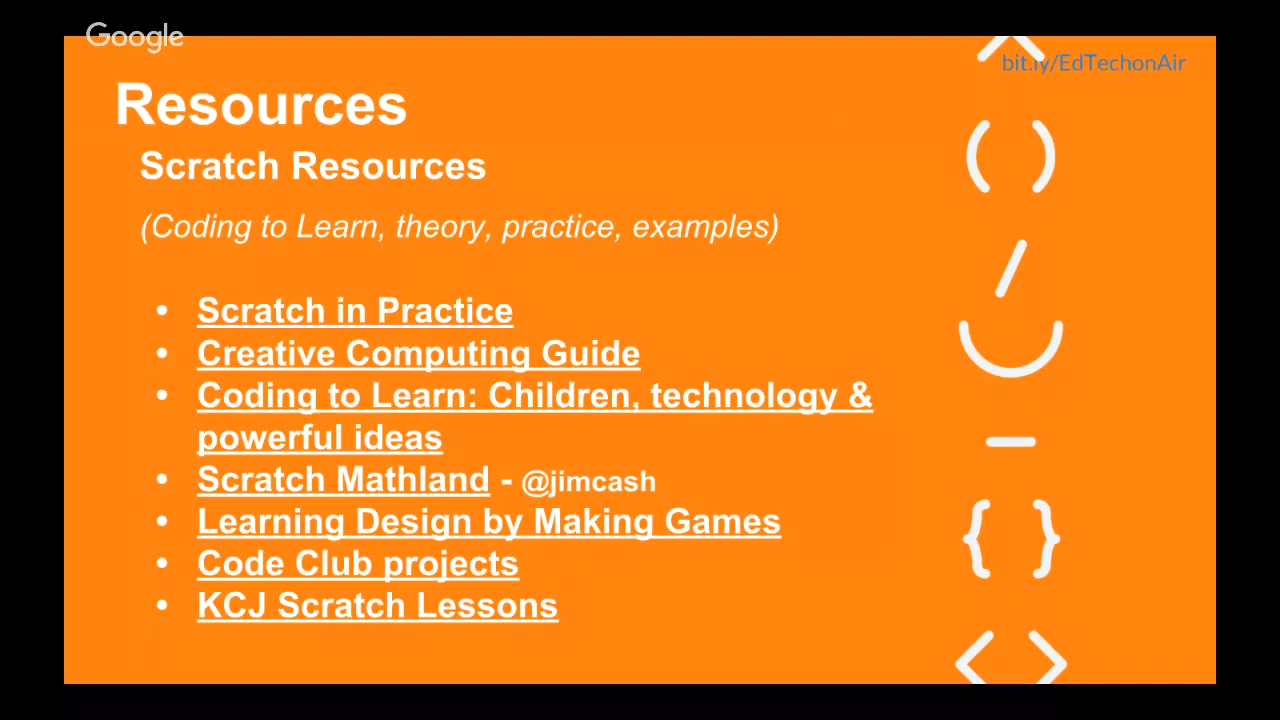 Google
bit.ly/EdTechonAir
Resources
Scratch Resources
(Coding to Learn, theory, practice, examples)
• Scratch in Practice
• Creative Computing Guide
• Coding to Learn: Children, technology &
powerful ideas
• Scratch Mathland - @jimcash
• Learning Design by Making Games
• Code Club projects
• KCJ Scratch Lessons
( )
/
{ }
< >